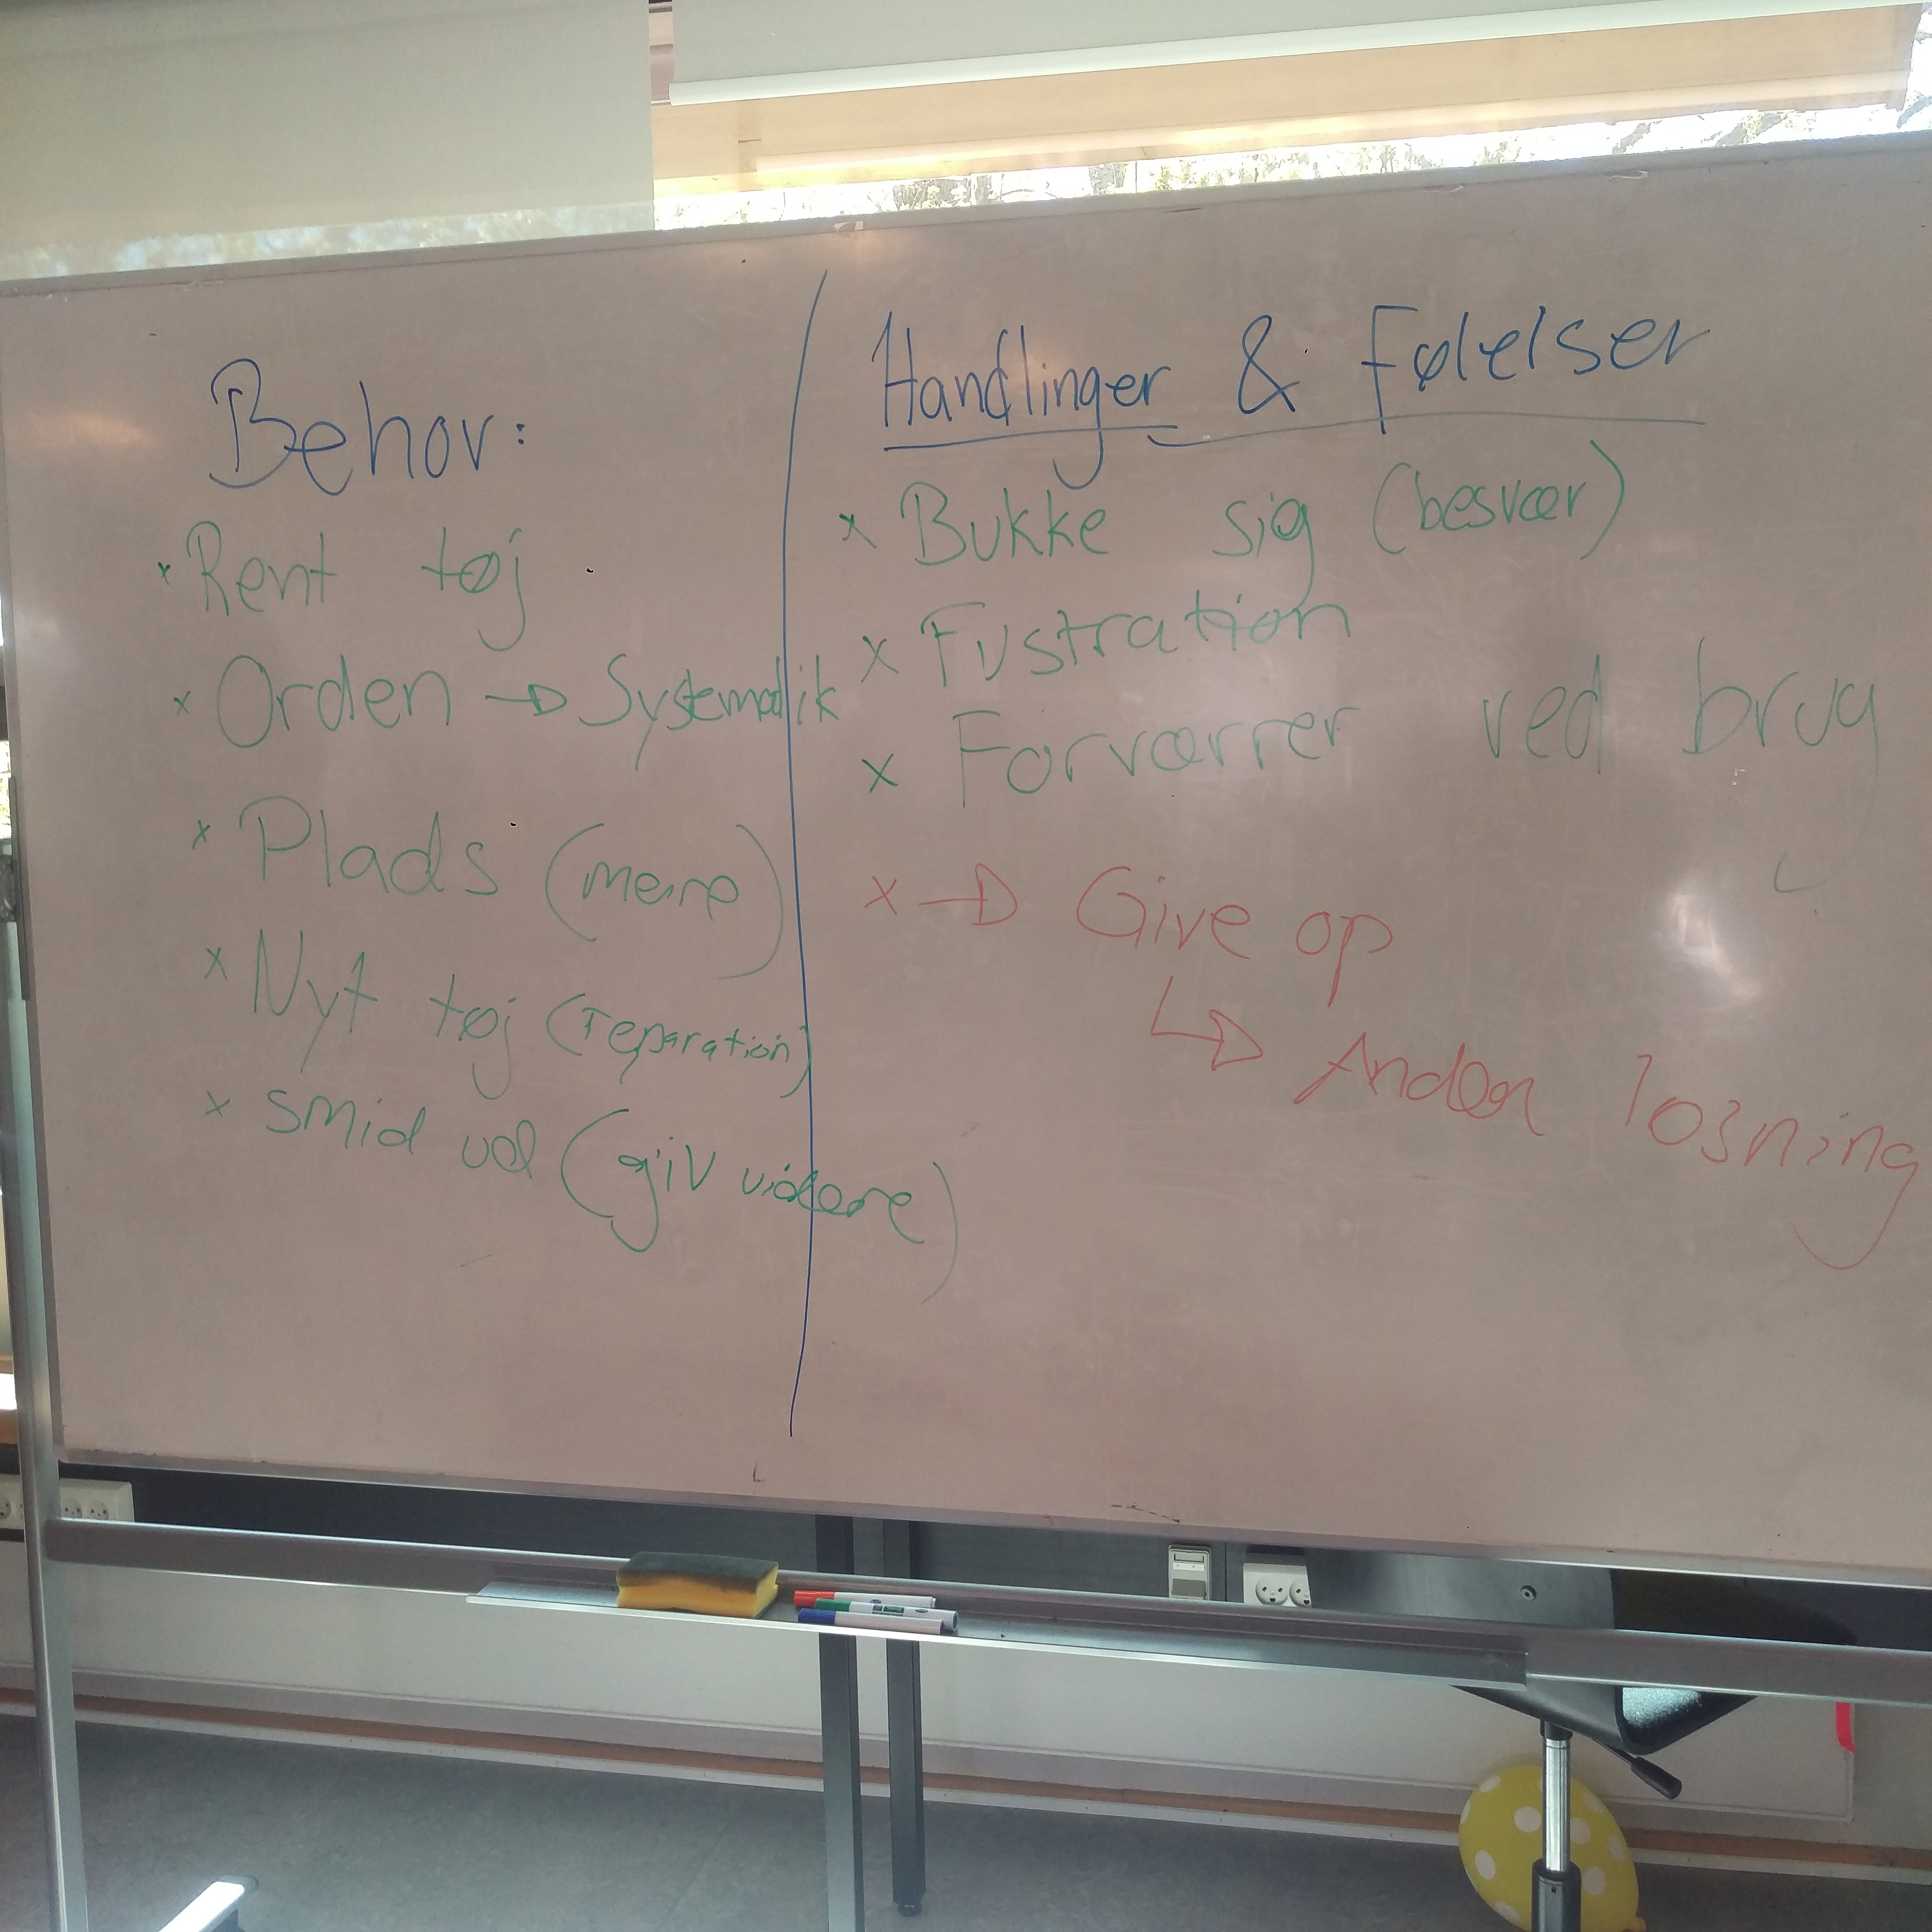 Behov:
x Rent tøj
x Orden → Systematik
x Plads (mere)
x Nyt tøj (reparation)
x smid ud (giv videre)
Handlinger & Følelser
x Bukke sig (besvær)
x Fustration
x Forværrer ved brug
x → Give op
↳ Anden løsning